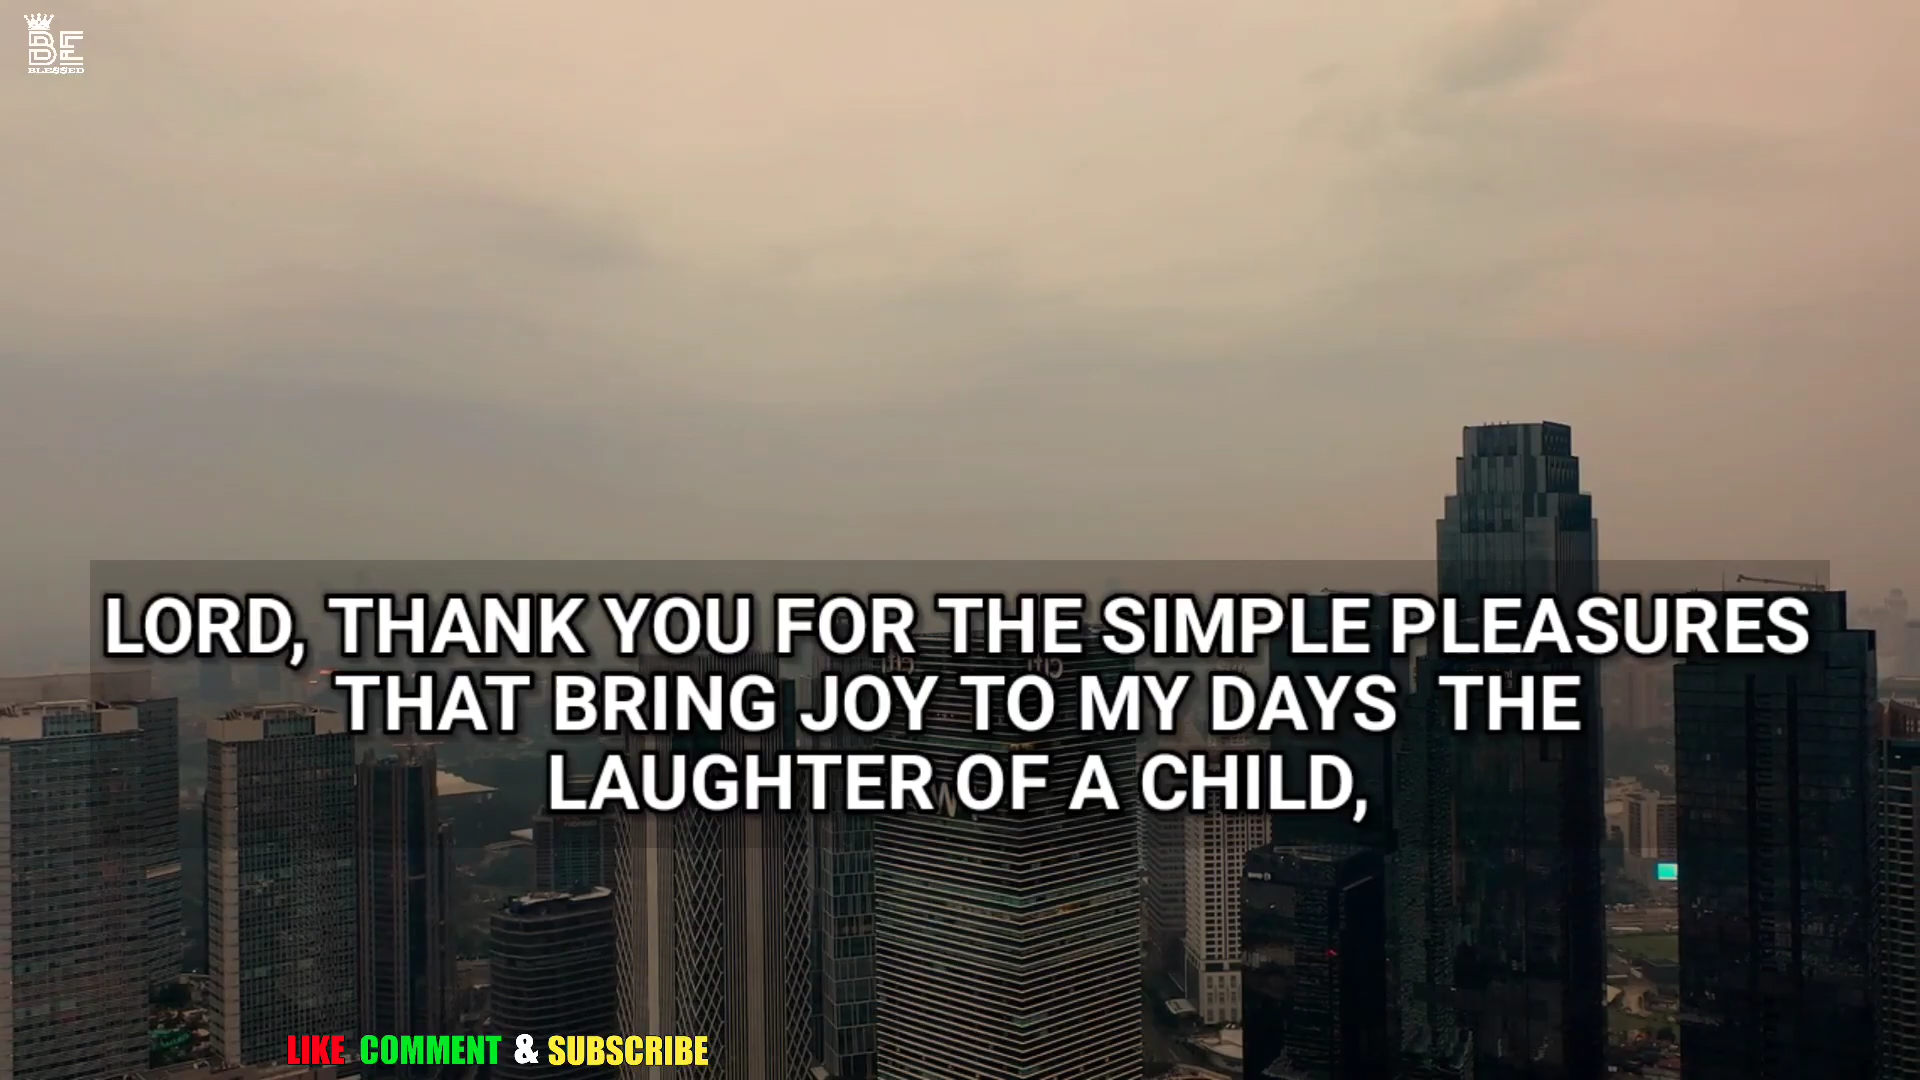 BE
BLESSED
LORD, THANK YOU FOR THE SIMPLE PLEASURES
THAT BRING JOY TO MY DAYS  THE
LAUGHTER OF A CHILD,
LIKE COMMENT & SUBSCRIBE